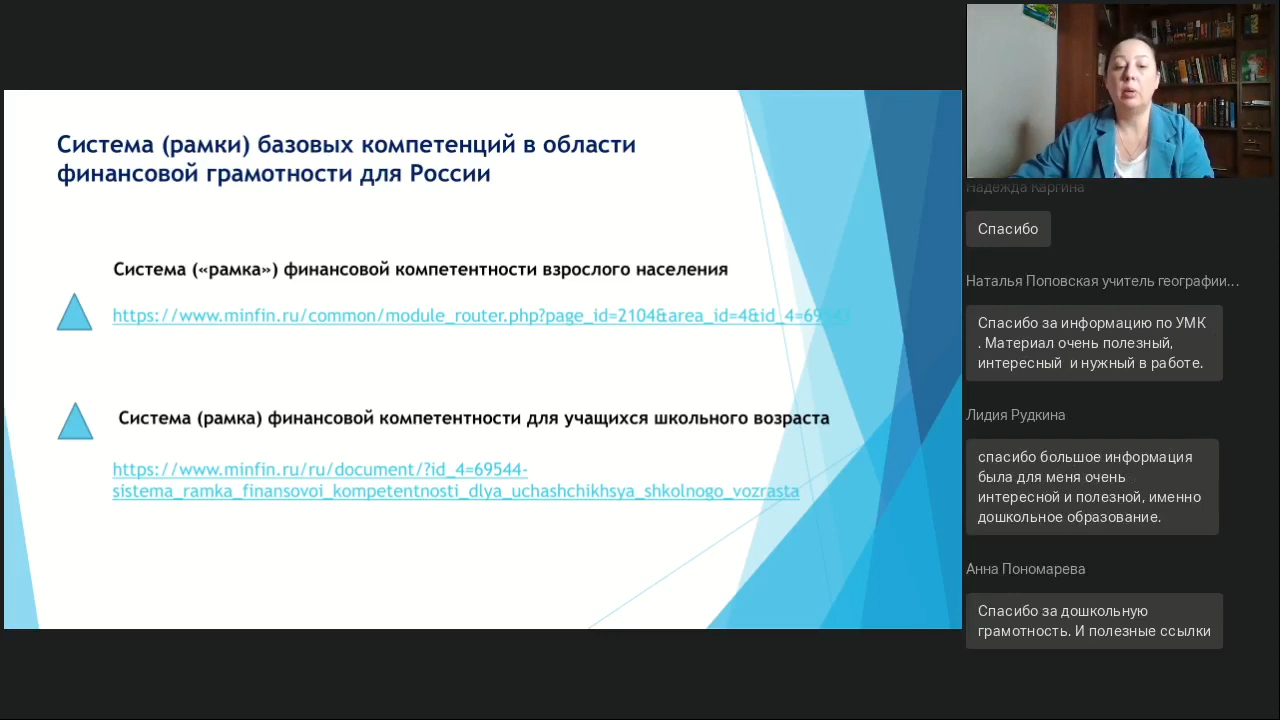 Система (рамки) базовых компетенций в области
финансовой грамотности для России
Система («рамка») финансовой компетентности взрослого населения
https://www.minfin.ru/common/module_router.php?page_id=2104&area_id=4&id_4=69543
Система (рамка) финансовой компетентности для учащихся школьного возраста
https://www.minfin.ru/ru/document/?id_4=69544-
sistema_ramka_finansovoi_kompetentnosti_dlya_uchashchikhsya_shkolnogo_vozrasta
Надежда Каргина
Спасибо
Наталья Поповская учитель географии...
Спасибо за информацию по УМК
. Материал очень полезный,
интересный и нужный в работе.
Лидия Рудкина
спасибо большое информация
была для меня очень
интересной и полезной, именно
дошкольное образование.
Анна Пономарева
Спасибо за дошкольную
грамотность. И полезные ссылки